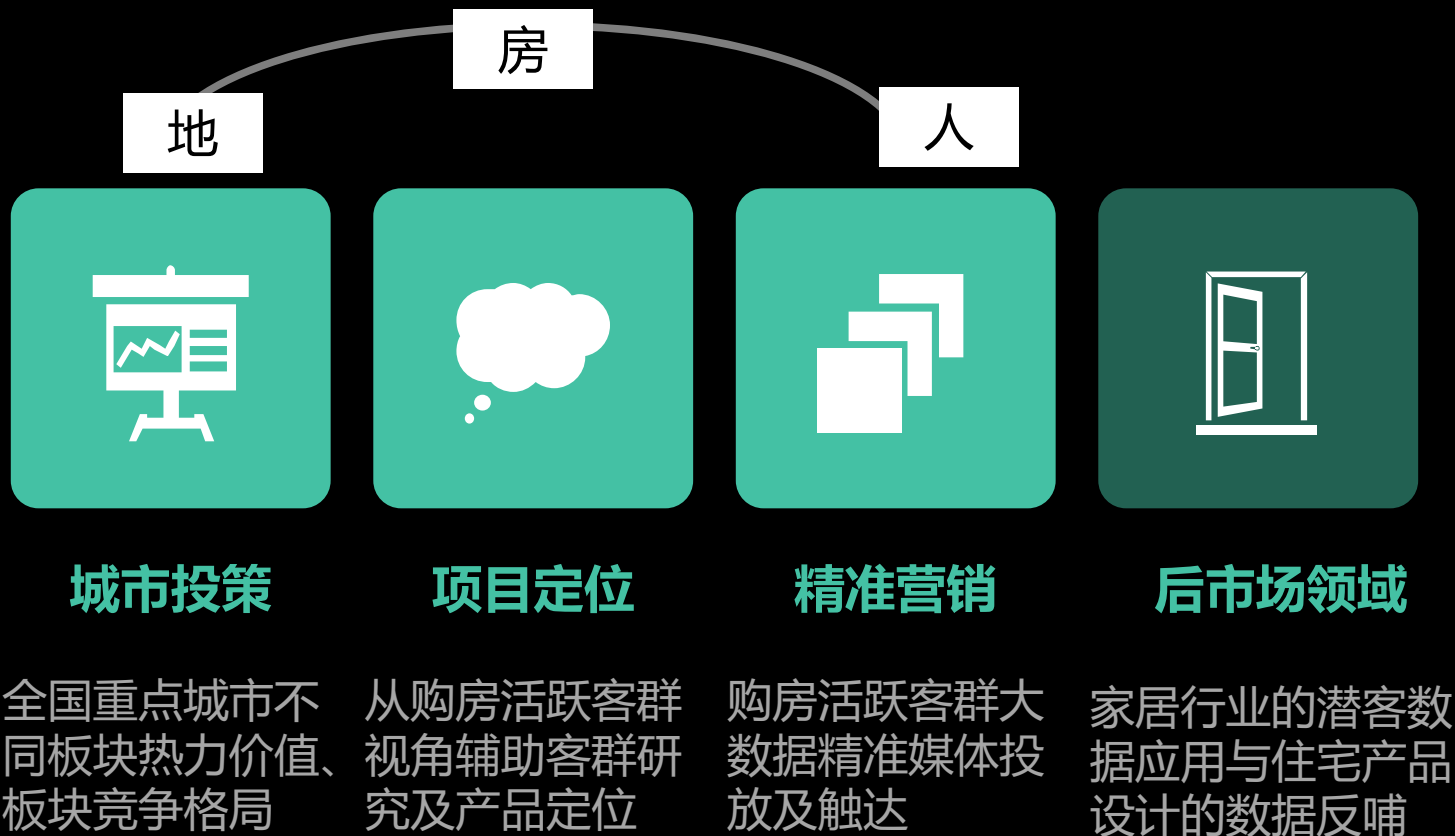 房
地
人
城市投策
项目定位
精准营销
后市场领域
全国重点城市不
同板块热力价值、
板块竞争格局
从购房活跃客群
视角辅助客群研
究及产品定位
购房活跃客群大
数据精准媒体投
放及触达
家居行业的潜客数
据应用与住宅产品
设计的数据反哺